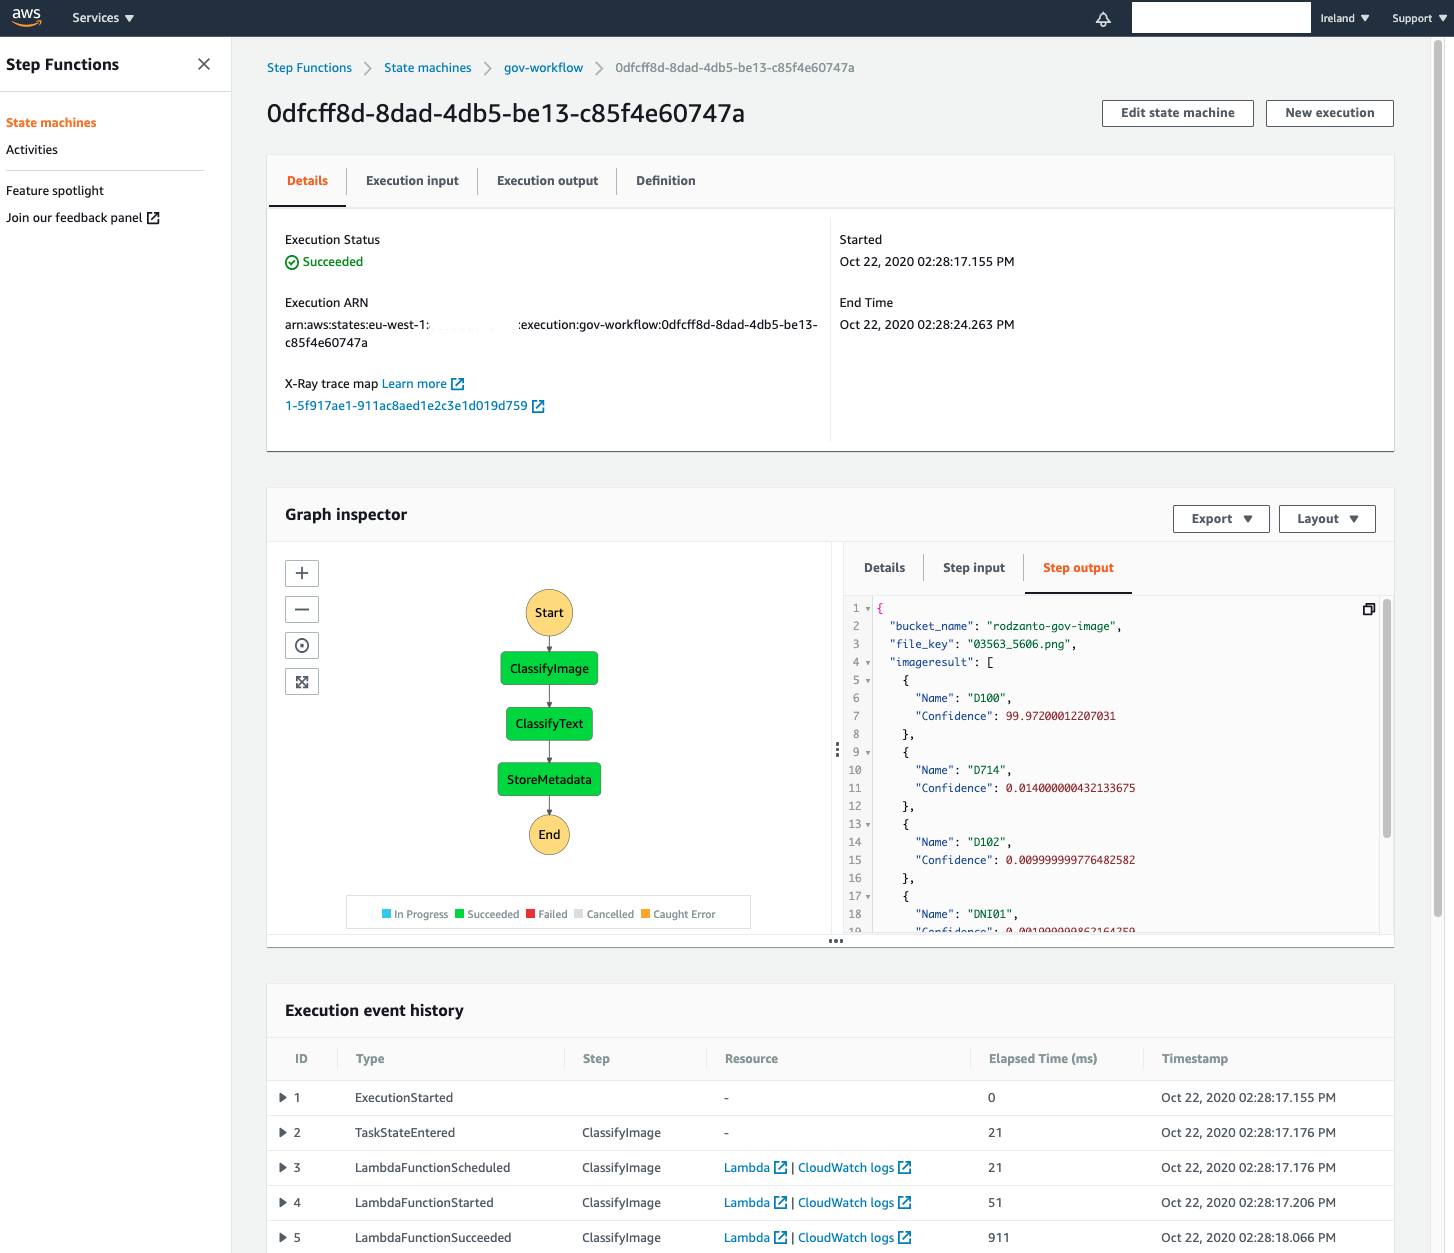 aws
Services
Ireland
Support
Step Functions
State machines
Activities
Feature spotlight
Join our feedback panel
Step Functions
State machines
gov-workflow
0dfcff8d-8dad-4db5-be13-c85f4e60747a
0dfcff8d-8dad-4db5-be13-c85f4e60747a
Edit state machine
New execution
Details
Execution input
Execution output
Definition
Execution Status
Succeeded
Execution ARN
arn:aws:states:eu-west-1: :execution:gov-workflow:0dfcff8d-8dad-4db5-be13-
c85f4e60747a
X-Ray trace map Learn more
1-5f917ae1-911ac8aed1e2c3e1d019d759
Started
Oct 22, 2020 02:28:17.155 PM
End Time
Oct 22, 2020 02:28:24.263 PM
Graph inspector
Export
Layout
Start
ClassifyImage
ClassifyText
StoreMetadata
End
In Progress Succeeded Failed Cancelled Caught Error
Details
Step input
Step output
1 {
2 "bucket_name": "rodzanto-gov-image",
3 "file_key": "03563_5606.png",
4 "imageresult": [
5 {
6 "Name": "D100",
7 "Confidence": 99.97200012207031
8 },
9 {
10 "Name": "D714",
11 "Confidence": 0.014000000432133675
12 },
13 {
14 "Name": "D102",
15 "Confidence": 0.009999999776482582
16 },
17 {
18 "Name": "DNI01",
19 "Confidence": 0.001999999862164259
Execution event history
ID Type Step Resource Elapsed Time (ms) Timestamp
1 ExecutionStarted - 0 Oct 22, 2020 02:28:17.155 PM
2 TaskStateEntered ClassifyImage - 21 Oct 22, 2020 02:28:17.176 PM
3 LambdaFunctionScheduled ClassifyImage Lambda | CloudWatch logs 21 Oct 22, 2020 02:28:17.176 PM
4 LambdaFunctionStarted ClassifyImage Lambda | CloudWatch logs 51 Oct 22, 2020 02:28:17.206 PM
5 LambdaFunctionSucceeded ClassifyImage Lambda | CloudWatch logs 911 Oct 22, 2020 02:28:18.066 PM